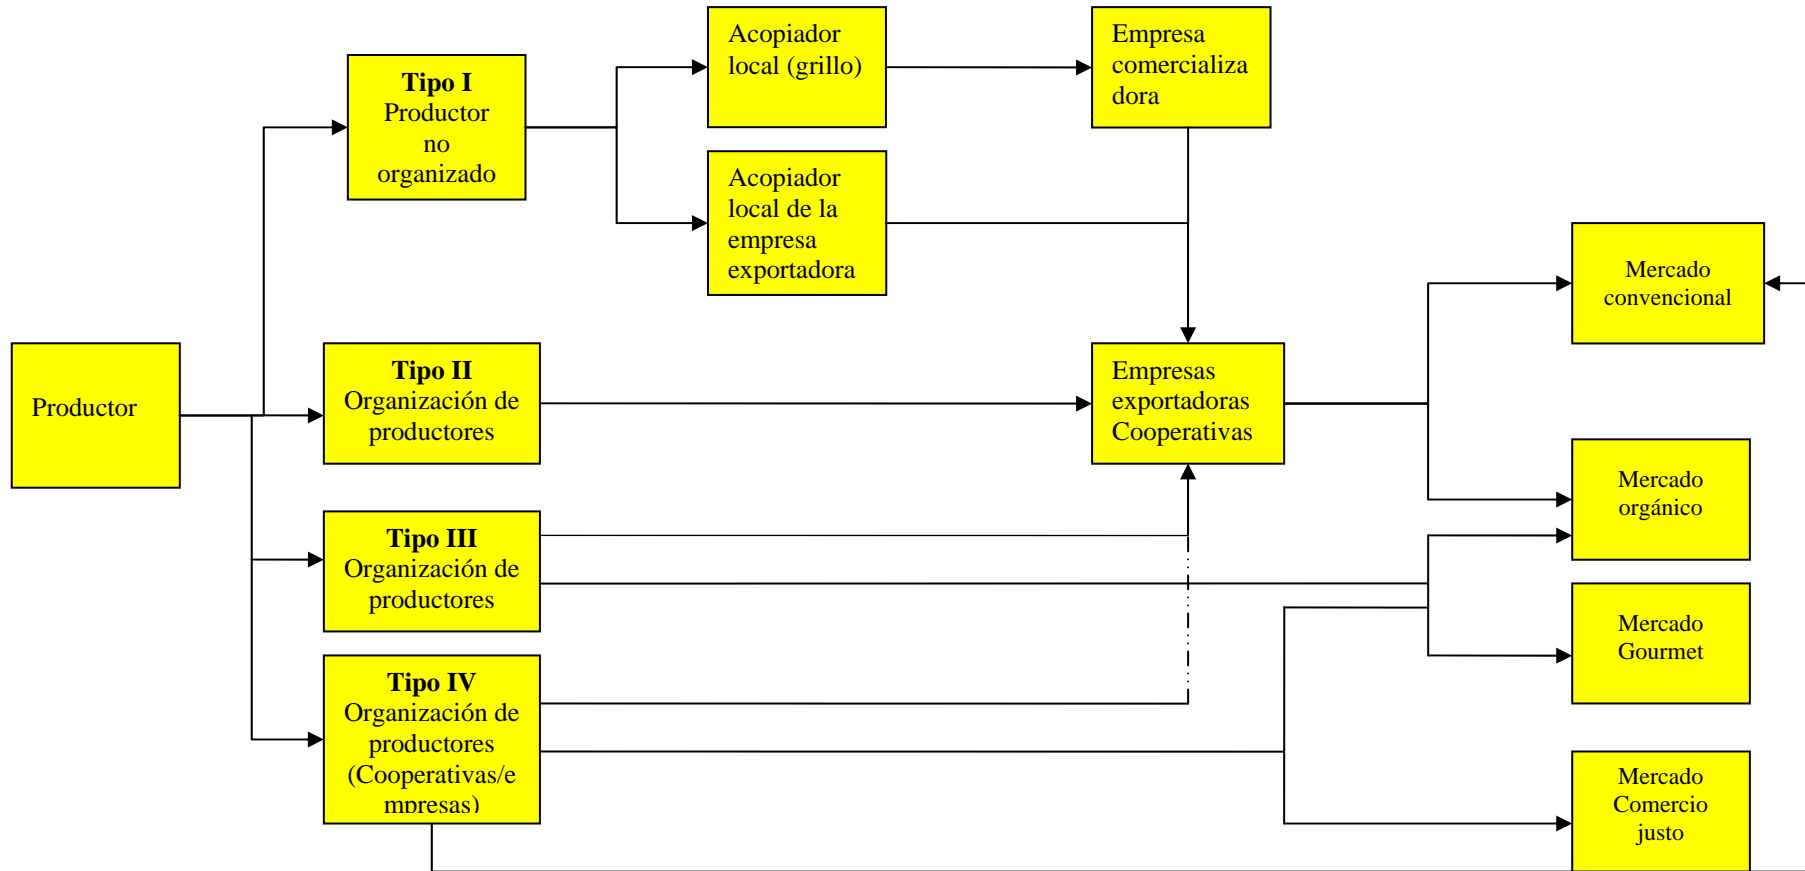 Acopiador
local (grillo)
Empresa
comercializa
dora
Tipo I
Productor
no
organizado
Acopiador
local de la
empresa
exportadora
Mercado
convencional
Productor
Tipo II
Organización de
productores
Empresas
exportadoras
Cooperativas
Mercado
orgánico
Tipo III
Organización de
productores
Mercado
Gourmet
Tipo IV
Organización de
productores
(Cooperativas/e
mpresas)
Mercado
Comercio
justo